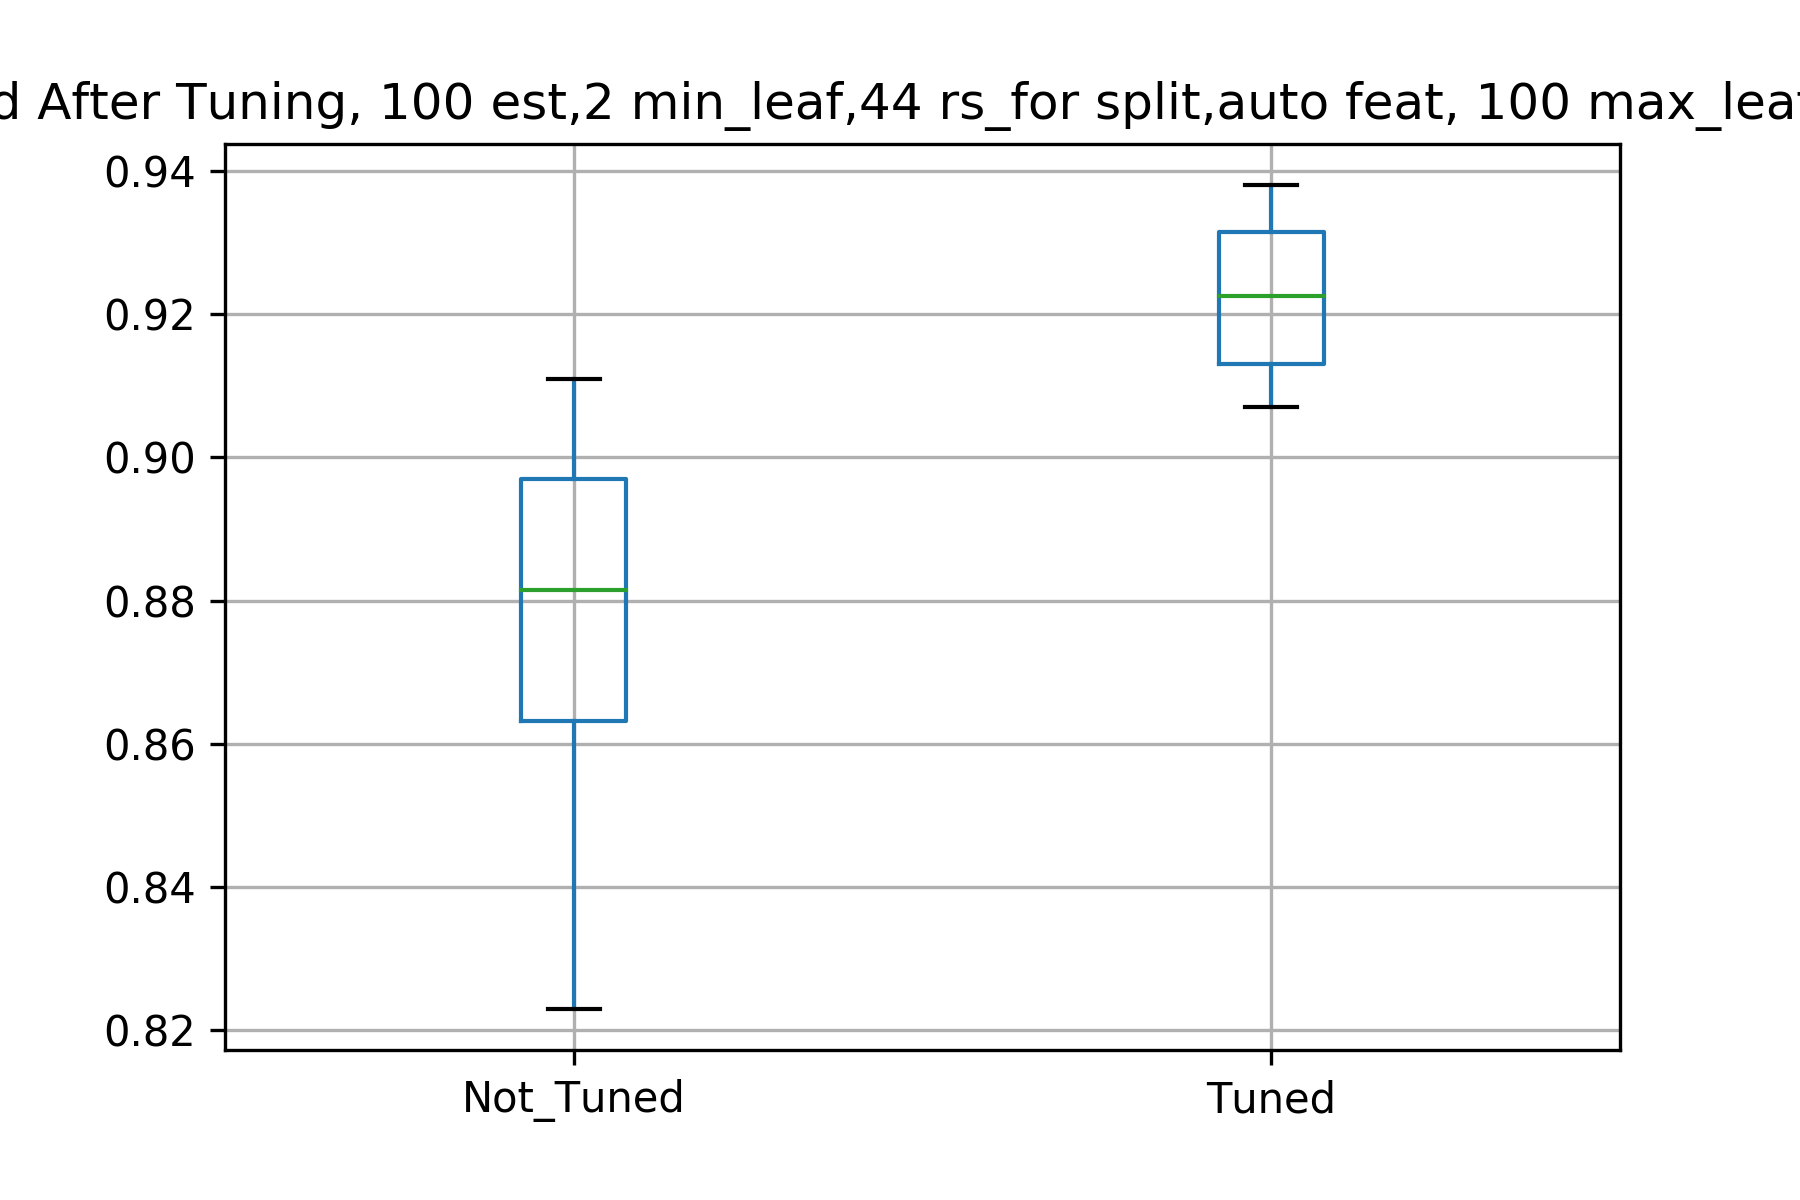 After Tuning, 100 est,2 min_leaf,44 rs_for split,auto feat, 100
0.94
0.92
0.90
0.88
0.86
0.84
0.82
Not_Tuned
Tuned